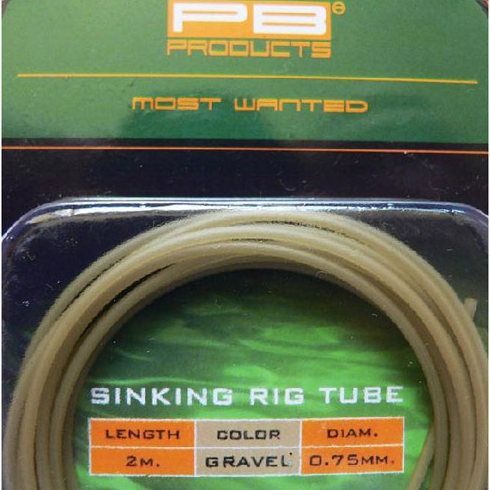 PB®
PRODUCTS
MOST WANTED
SINKING RIG TUBE
LENGTH COLOR DIAM.
2M. GRAVEL 0.75MM.